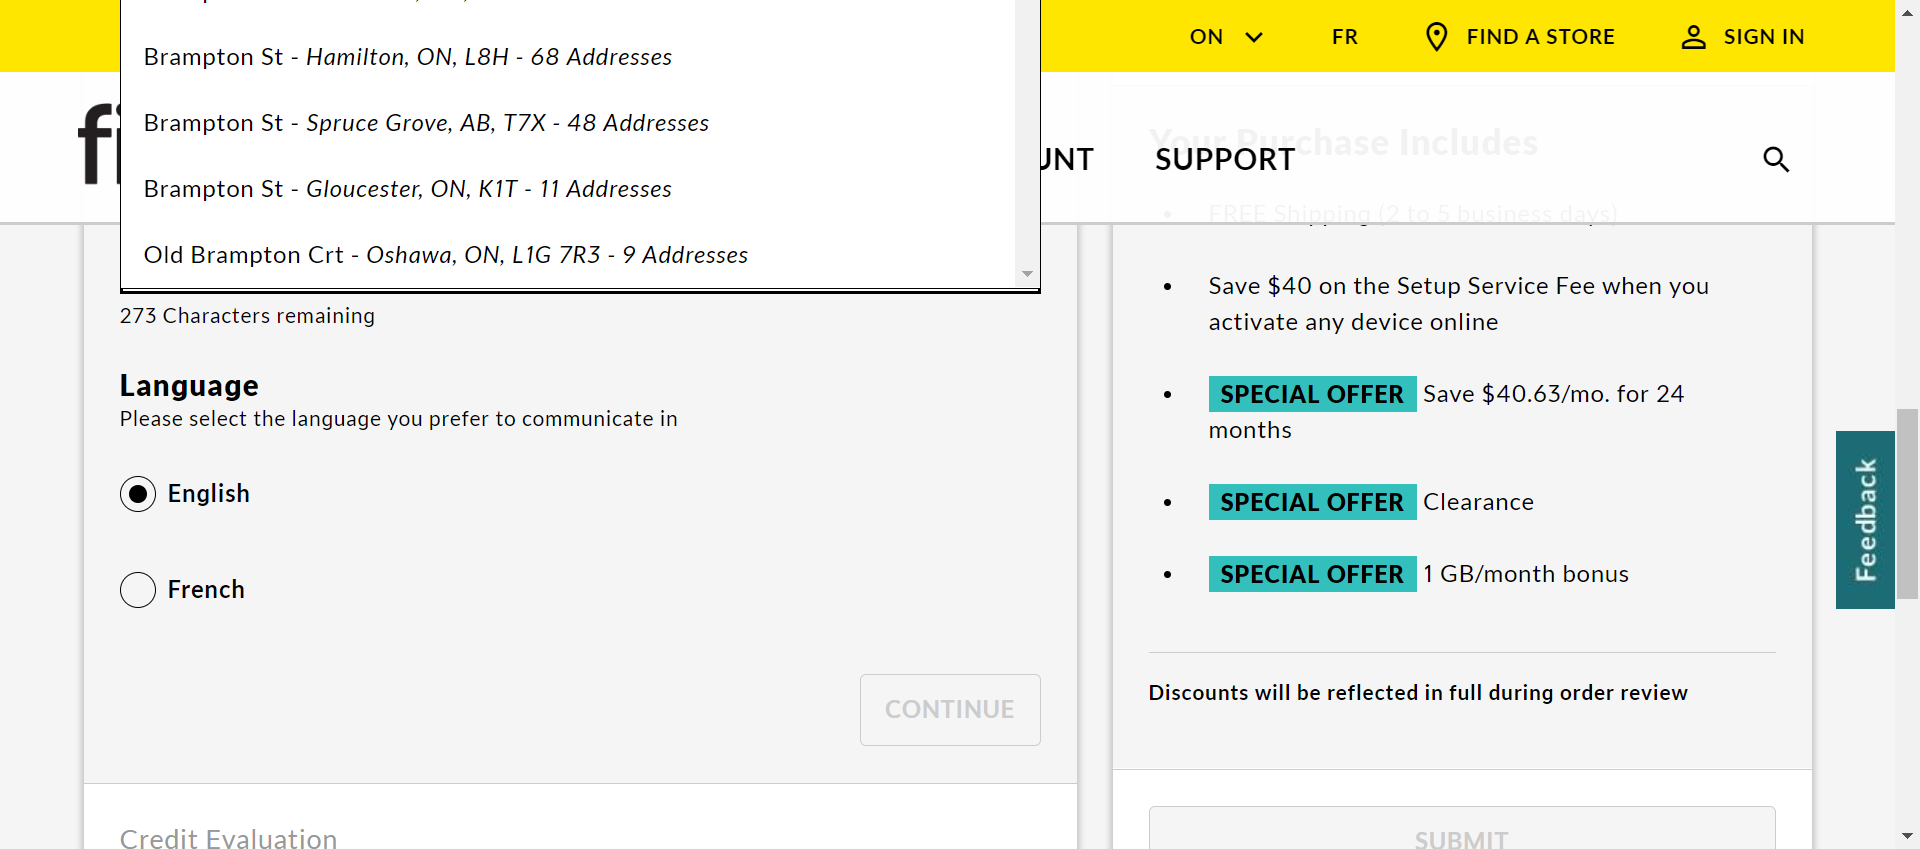 ON
FR
FIND A STORE
SIGN IN
Brampton St - Hamilton, ON, L8H - 68 Addresses
Brampton St - Spruce Grove, AB, T7X - 48 Addresses
Brampton St - Gloucester, ON, K1T - 11 Addresses
Old Brampton Crt - Oshawa, ON, L1G 7R3 - 9 Addresses
fi
UNT
SUPPORT
Your Purchase Includes
• FREE Shipping (2 to 5 business days)
273 Characters remaining
Language
Please select the language you prefer to communicate in
English
French
CONTINUE
Credit Evaluation
• Save $40 on the Setup Service Fee when you
activate any device online
• SPECIAL OFFER Save $40.63/mo. for 24
months
• SPECIAL OFFER Clearance
• SPECIAL OFFER 1 GB/month bonus
Discounts will be reflected in full during order review
SUBMIT
Feedback